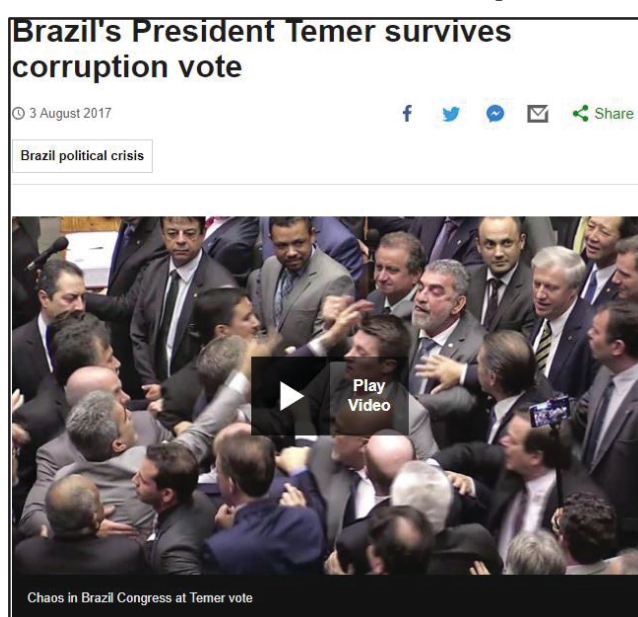 Brazil's President Temer survives
corruption vote
3 August 2017
Share
Brazil political crisis
Play
Video
Chaos in Brazil Congress at Temer vote